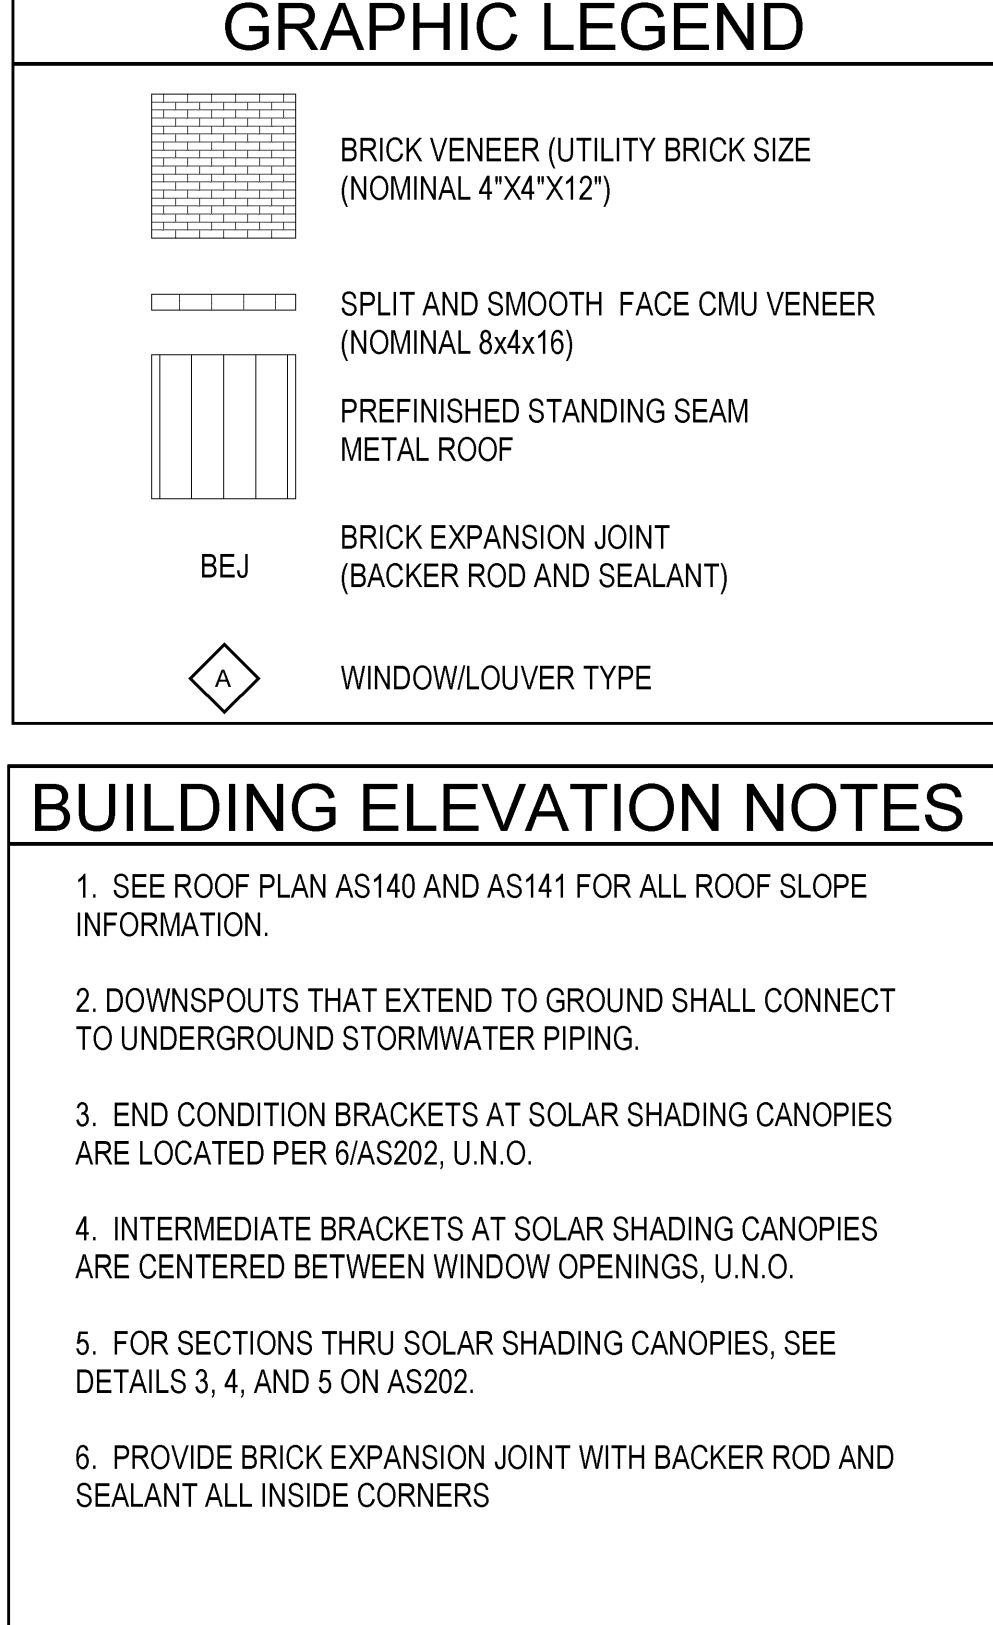 GRAPHIC LEGEND
BRICK VENEER (UTILITY BRICK SIZE
(NOMINAL 4"X4"X12")
SPLIT AND SMOOTH  FACE CMU VENEER
(NOMINAL 8x4x16)
PREFINISHED STANDING SEAM
METAL ROOF
BEJ
BRICK EXPANSION JOINT
(BACKER ROD AND SEALANT)
A
WINDOW/LOUVER TYPE
BUILDING ELEVATION NOTES
1.  SEE ROOF PLAN AS140 AND AS141 FOR ALL ROOF SLOPE
INFORMATION.
2. DOWNSPOUTS THAT EXTEND TO GROUND SHALL CONNECT
TO UNDERGROUND STORMWATER PIPING.
3.  END CONDITION BRACKETS AT SOLAR SHADING CANOPIES
ARE LOCATED PER 6/AS202, U.N.O.
4.  INTERMEDIATE BRACKETS AT SOLAR SHADING CANOPIES
ARE CENTERED BETWEEN WINDOW OPENINGS, U.N.O.
5.  FOR SECTIONS THRU SOLAR SHADING CANOPIES, SEE
DETAILS 3, 4, AND 5 ON AS202.
6.  PROVIDE BRICK EXPANSION JOINT WITH BACKER ROD AND
SEALANT ALL INSIDE CORNERS